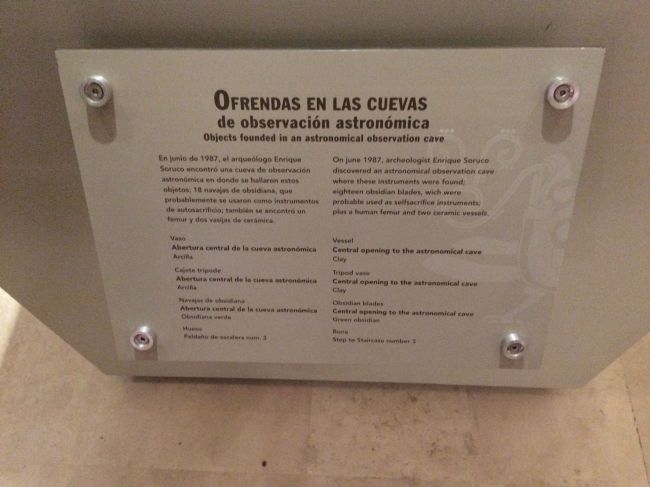 OFRENDAS EN LAS CUEVAS
de observación astronómica
Objects founded in an astronomical observation cave
En junio de 1987, el arqueólogo Enrique
Soruco encontró una cueva de observación
astronómica en donde se hallaron estos
objetos; 18 navajas de obsidiana, que
probablemente se usaron como instrumentos
de autosacrificio; también se encontró un
femur y dos vasijas de cerámica.
On june 1987, archeologist Enrique Soruco
discovered an astronomical observation cave
where these instruments were found;
eighteen obsidian blades, wich were
probable used as selfsacrifice instruments;
plus a human femur and two ceramic vessels.
Vaso
Abertura central de la cueva astronómica
Arcilla
Cajete trípode
Abertura central de la cueva astronómica
Arcilla
Navajas de obsidiana
Abertura central de la cueva astronómica
Obsidiana verde
Hueso
Peldaño de escalera num. 3
Vessel
Central opening to the astronomical cave
Clay
Tripod vase
Central opening to the astronomical cave
Clay
Obsidian blades
Central opening to the astronomical cave
Green obsidian
Bone
Step to Staircase number